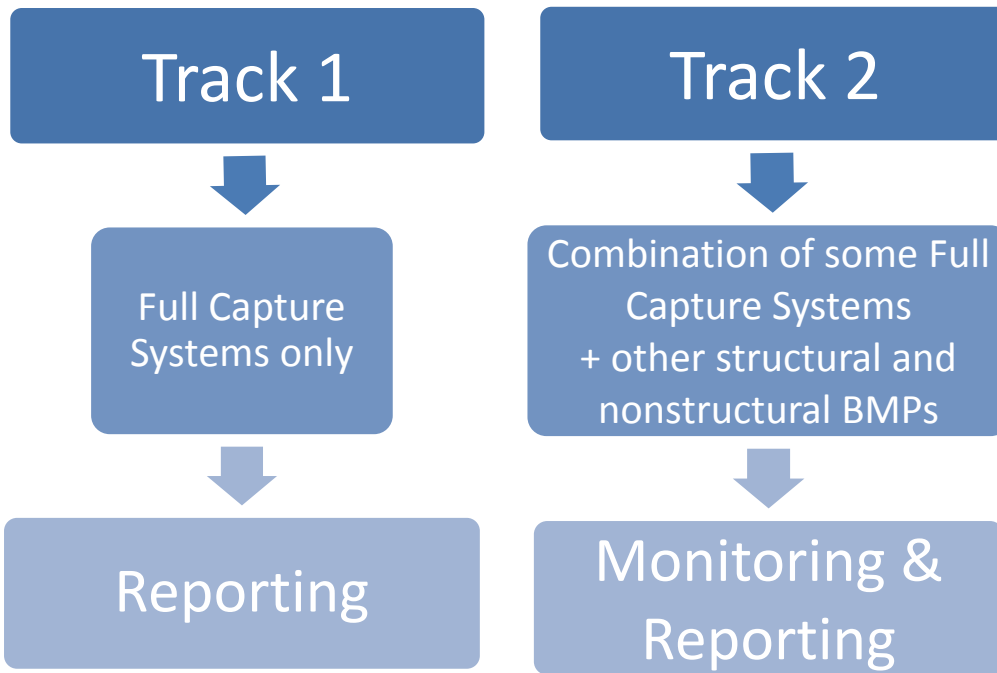 Track 1
Full Capture
Systems only
Reporting
Track 2
Combination of some Full
Capture Systems
+ other structural and
nonstructural BMPs
Monitoring &
Reporting